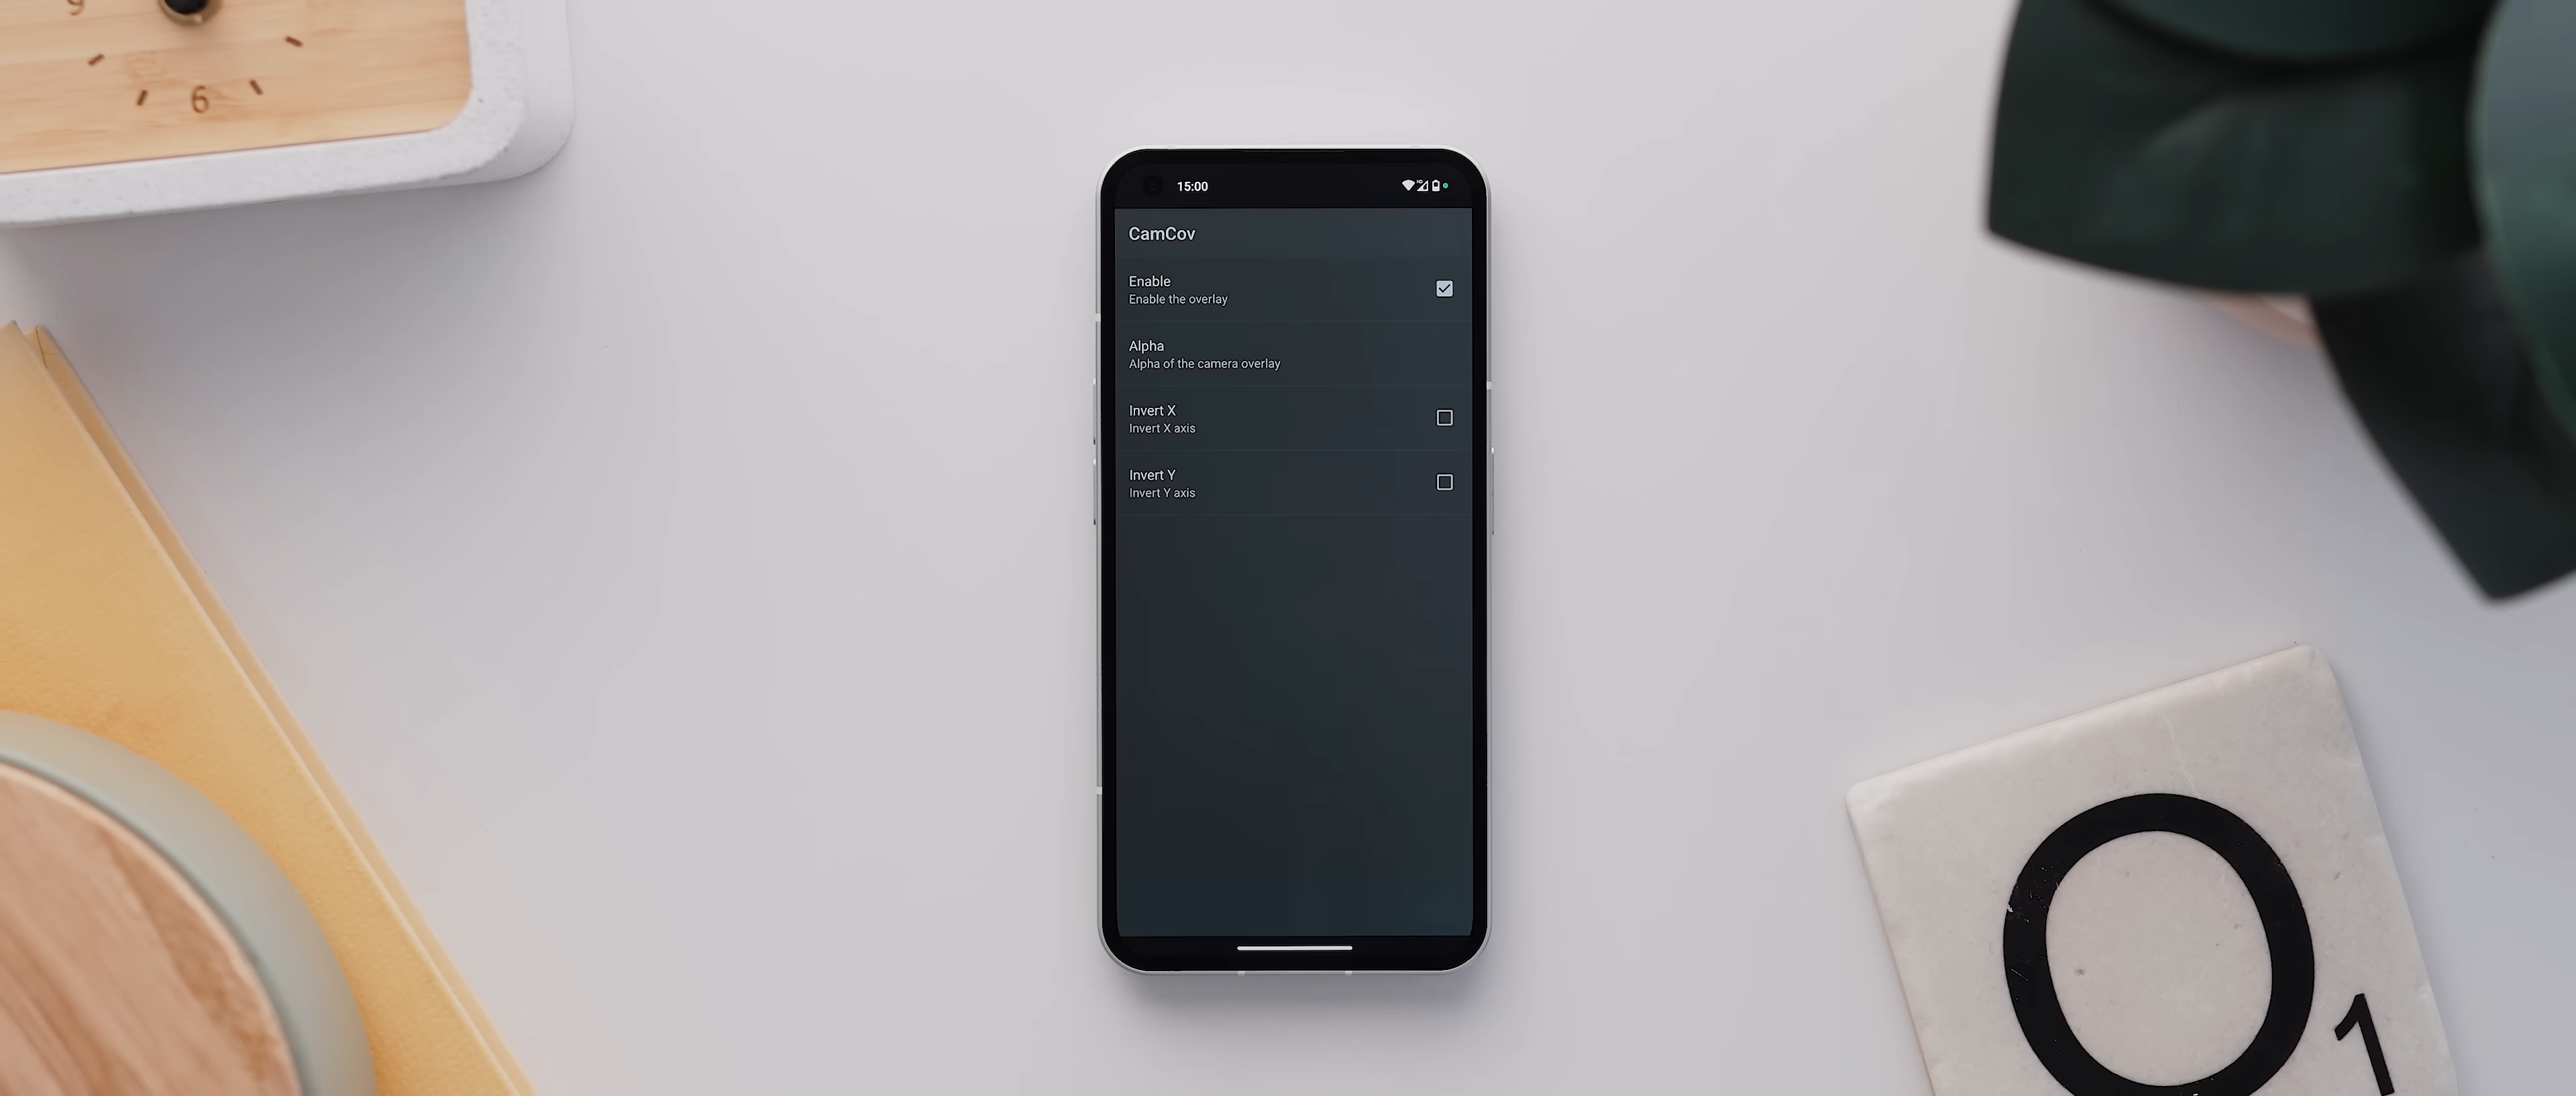 9
6
15:00
CamCov
Enable
Enable the overlay
Alpha
Alpha of the camera overlay
Invert X
Invert X axis
Invert Y
Invert Y axis
O
1